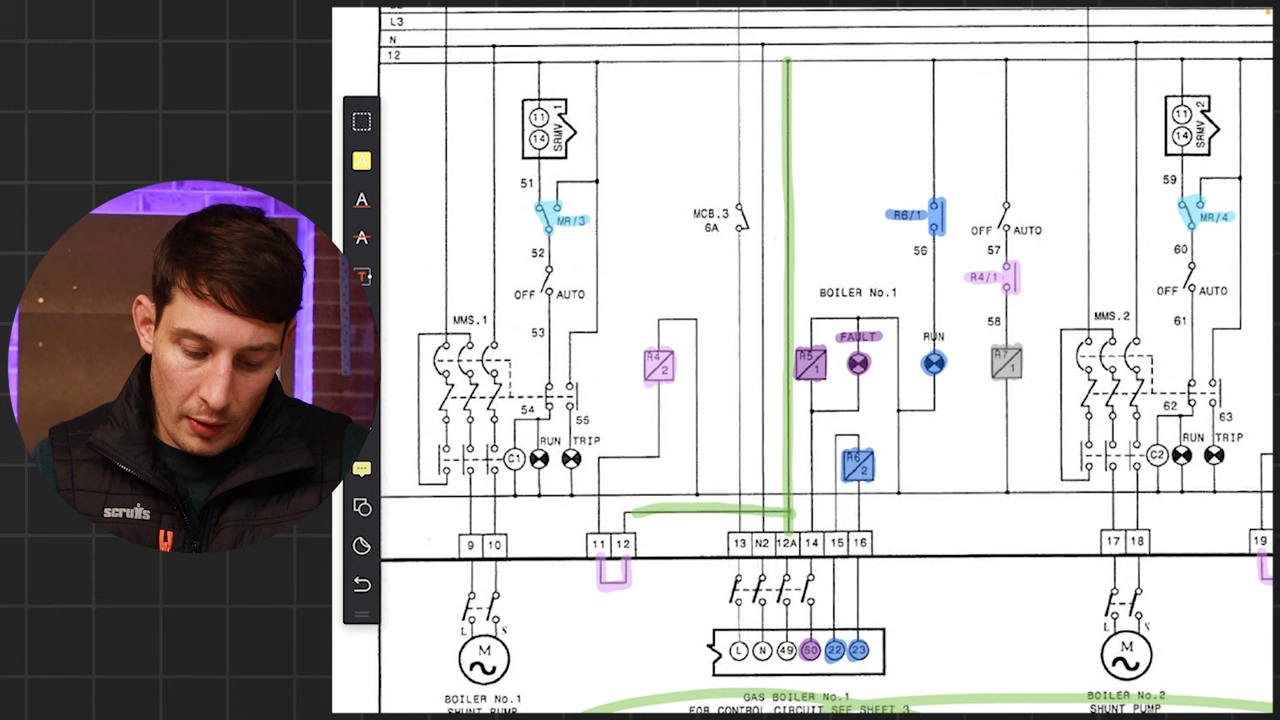 L3
N
12
11
14
SRMV 1
51
MR/3
52
OFF AUTO
53
MMS.1
54
55
RUN TRIP
C1
R4
2
MCB.3
6A
BOILER No.1
FAULT
R5
1
R6
2
R6/1
56
RUN
OFF AUTO
57
R4/1
58
R7
1
11
14
SRMV 2
59
MR/4
60
OFF AUTO
61
MMS.2
62
63
RUN TRIP
C2
9 10
11 12
13 N2 12A 14 15 16
17 18
19
L
M
BOILER No.1
SHUNT PUMP
L N 49 50 22 23
GAS BOILER No.1
FOR CONTROL CIRCUIT SEE SHEET 3
L
M
BOILER No.2
SHUNT PUMP
scruffs
A
A
A
T